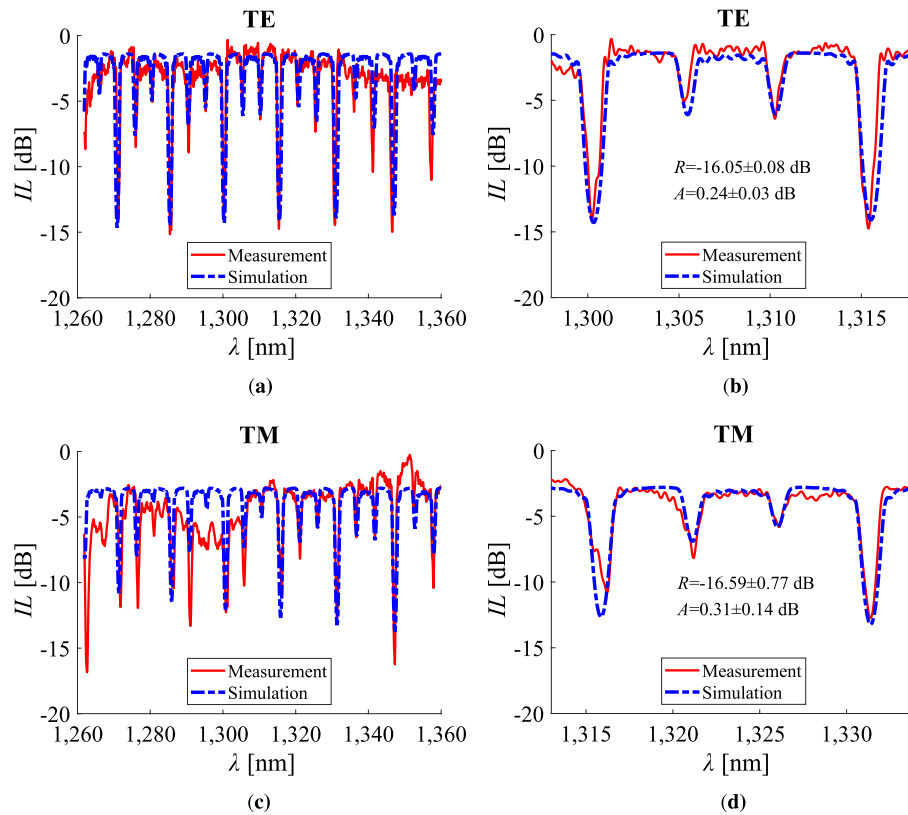 TE
0
-5
-10
-15
-20
IL [dB]
Measurement
Simulation
1,260 1,280 1,300 1,320 1,340 1,360
λ [nm]
(a)
TE
0
-5
-10
-15
-20
IL [dB]
R=-16.05±0.08 dB
A=0.24±0.03 dB
Measurement
Simulation
1,300 1,305 1,310 1,315
λ [nm]
(b)
TM
0
-5
-10
-15
-20
IL [dB]
Measurement
Simulation
1,260 1,280 1,300 1,320 1,340 1,360
λ [nm]
(c)
TM
0
-5
-10
-15
-20
IL [dB]
R=-16.59±0.77 dB
A=0.31±0.14 dB
Measurement
Simulation
1,315 1,320 1,325 1,330
λ [nm]
(d)